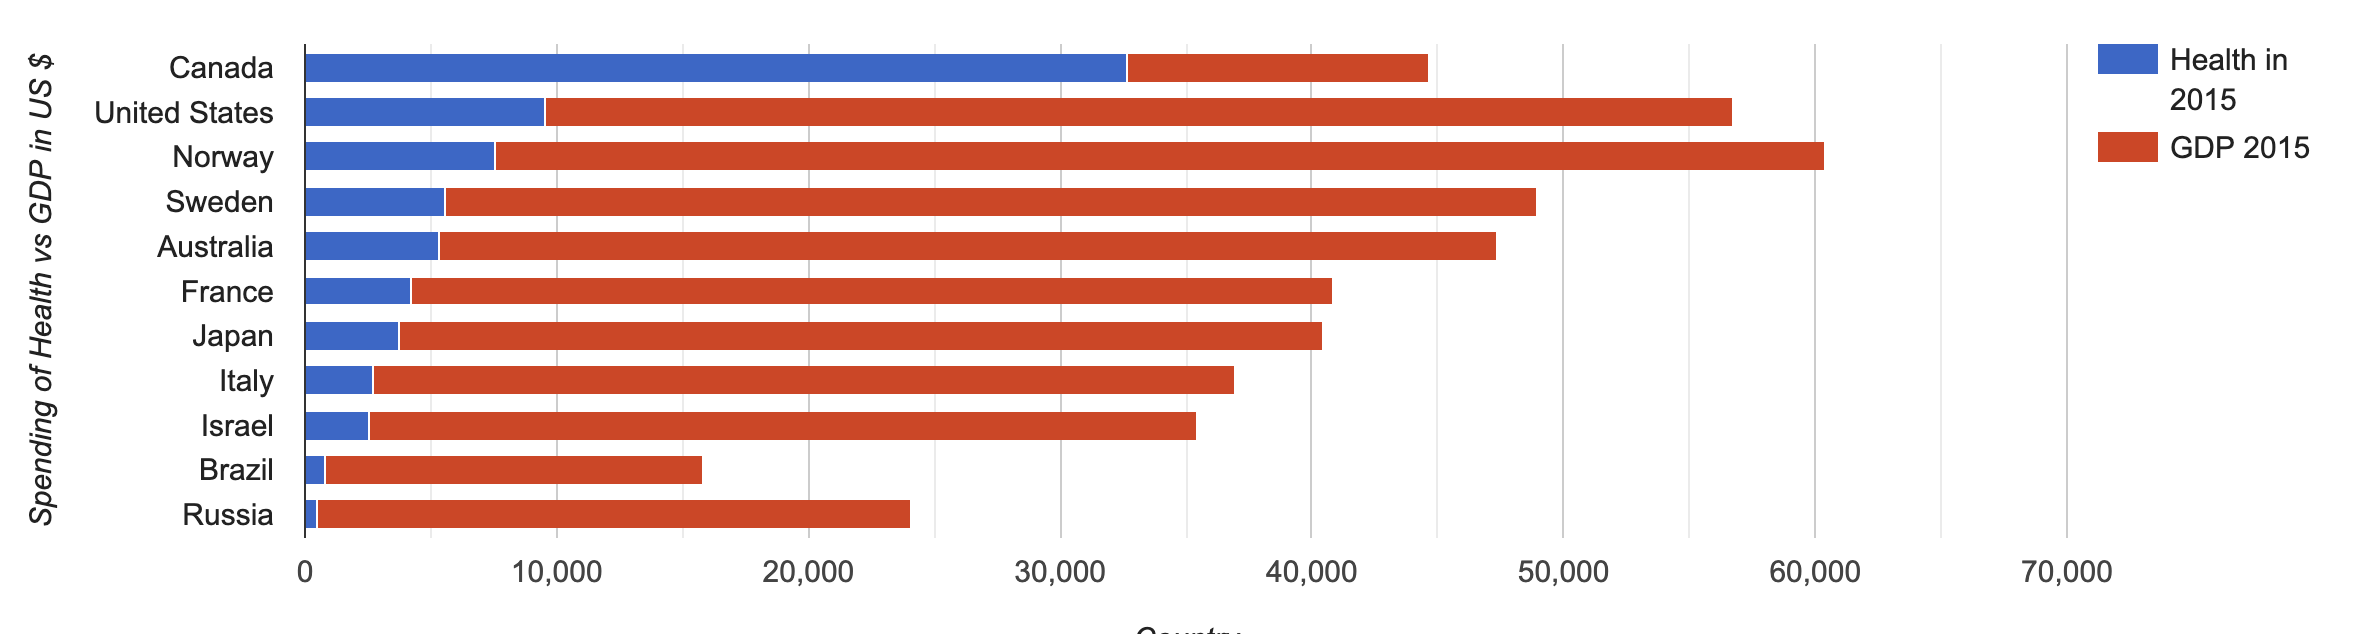 Spending of Health vs GDP in US $
Canada
United States
Norway
Sweden
Australia
France
Japan
Italy
Israel
Brazil
Russia
0 10,000 20,000 30,000 40,000 50,000 60,000 70,000
Country
Health in
2015
GDP 2015